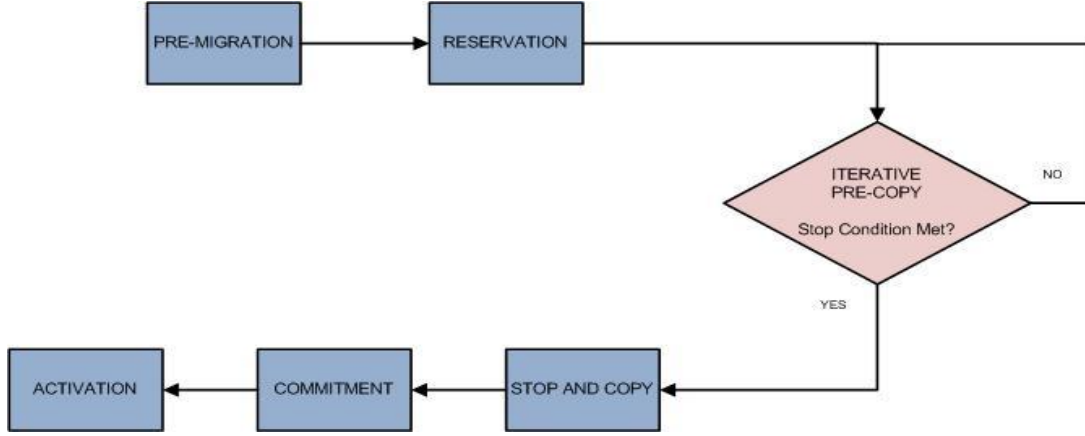 PRE-MIGRATION
RESERVATION
ITERATIVE
PRE-COPY
Stop Condition Met?
NO
YES
ACTIVATION
COMMITMENT
STOP AND COPY